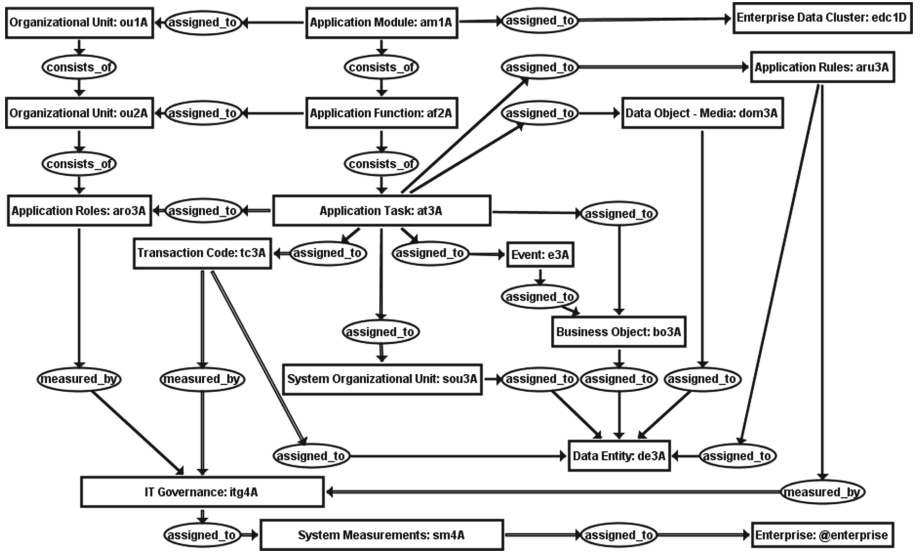 Organizational Unit: ou1A
assigned_to
Application Module: am1A
assigned_to
Enterprise Data Cluster: edc1D
consists_of
consists_of
assigned_to
Application Rules: aru3A
Organizational Unit: ou2A
assigned_to
Application Function: af2A
assigned_to
Data Object - Media: dom3A
consists_of
consists_of
Application Roles: aro3A
assigned_to
Application Task: at3A
assigned_to
Transaction Code: tc3A
assigned_to
assigned_to
Event: e3A
assigned_to
assigned_to
Business Object: bo3A
measured_by
measured_by
System Organizational Unit: sou3A
assigned_to
assigned_to
assigned_to
assigned_to
Data Entity: de3A
assigned_to
IT Governance: itg4A
measured_by
assigned_to
System Measurements: sm4A
assigned_to
Enterprise: @enterprise